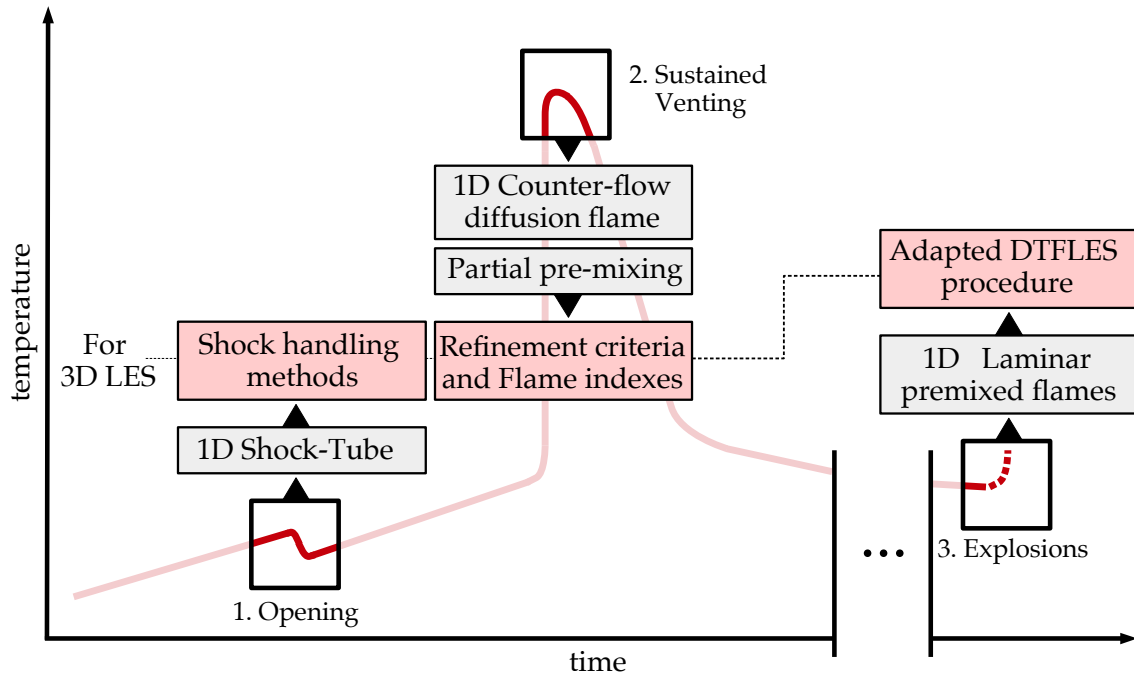 temperature
2. Sustained
Venting
1D Counter-flow
diffusion flame
Partial pre-mixing
Adapted DTFLES
procedure
For
3D LES
Shock handling
methods
Refinement criteria
and Flame indexes
1D Laminar
premixed flames
1D Shock-Tube
1. Opening
...
3. Explosions
time